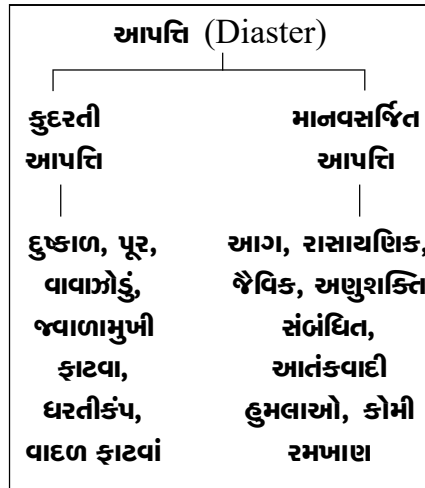 આપત્તિ (Diaster)
કુદરતી
આપત્તિ
દુષ્કાળ, પૂર,
વાવાઝોડું,
જ્વાળામુખી
ફાટવા,
ધરતીકંપ,
વાદળ ફાટવાં
માનવસર્જિત
આપત્તિ
આગ, રાસાયણિક,
જૈવિક, અણુશક્તિ
સંબંધિત,
આતંકવાદી
હુમલાઓ, કોમી
રમખાણ